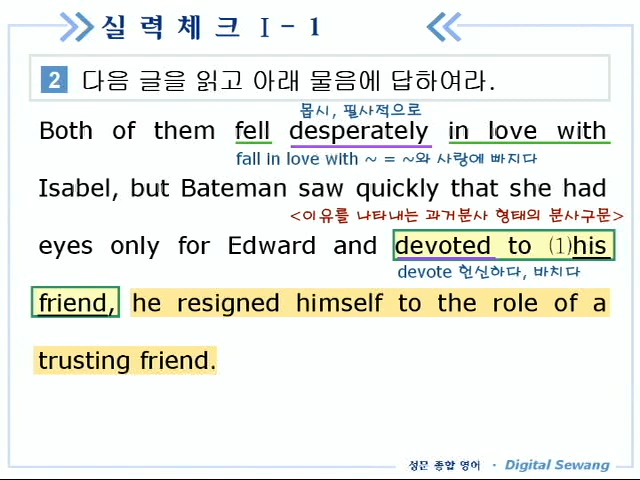 실력체크 I - 1
2 다음 글을 읽고 아래 물음에 답하여라.
몹시, 필사적으로
Both of them fell desperately in love with
fall in love with ~ = ~와 사랑에 빠지다
Isabel, but Bateman saw quickly that she had
<이유를 나타내는 과거분사 형태의 분사구문>
eyes only for Edward and devoted to (1)his
devote 헌신하다, 바치다
friend, he resigned himself to the role of a
trusting friend.
정문 종합 영어 · Digital Sewang